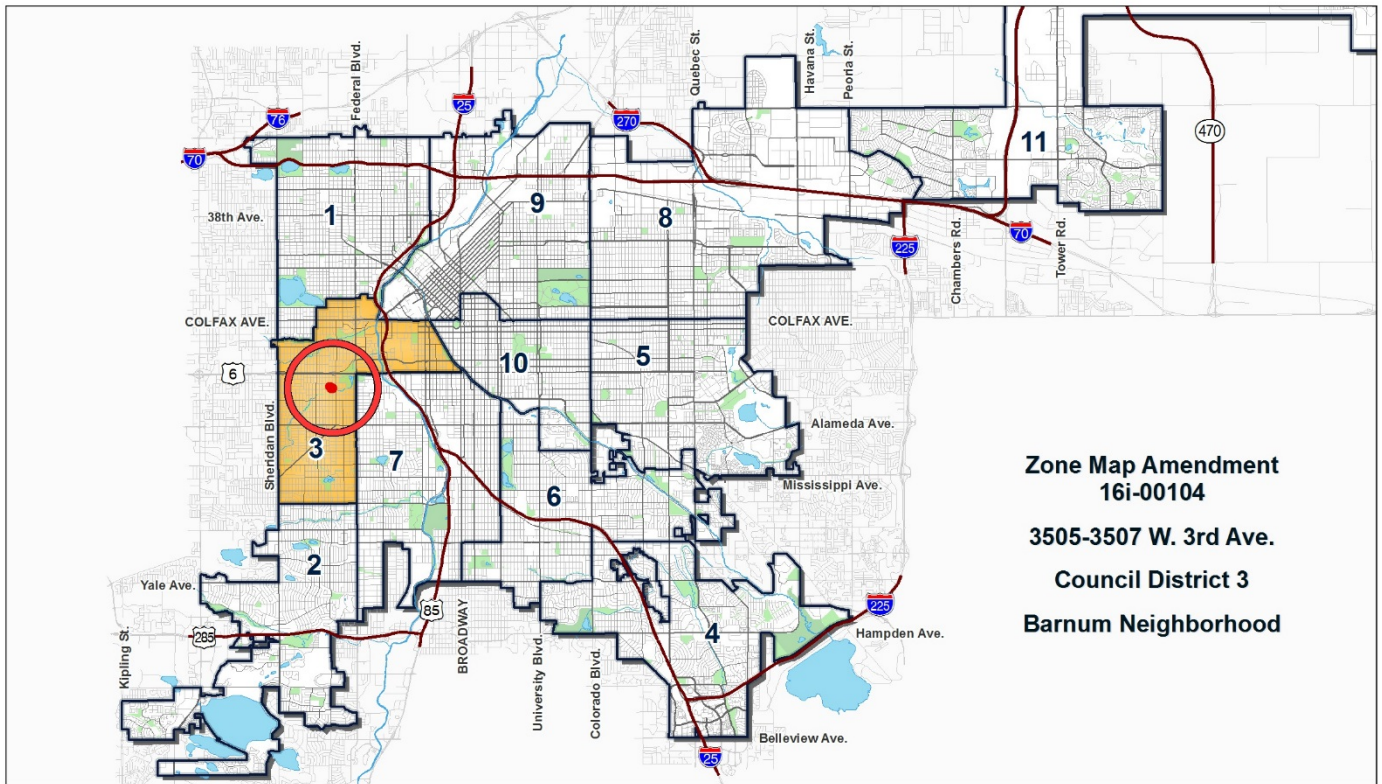 Federal Blvd.
Quebec St.
Havana St.
Peoria St.
25
76
270
70
470
11
38th Ave.
1
9
8
225
Chambers Rd.
70
Tower Rd.
COLFAX AVE.
COLFAX AVE.
10
5
6
Sheridan Blvd.
3
7
Alameda Ave.
Mississippi Ave.
6
2
Yale Ave.
85
BROADWAY
225
Hampden Ave.
285
4
Kipling St.
University Blvd.
Colorado Blvd.
Belleview Ave.
25
Zone Map Amendment
16i-00104
3505-3507 W. 3rd Ave.
Council District 3
Barnum Neighborhood